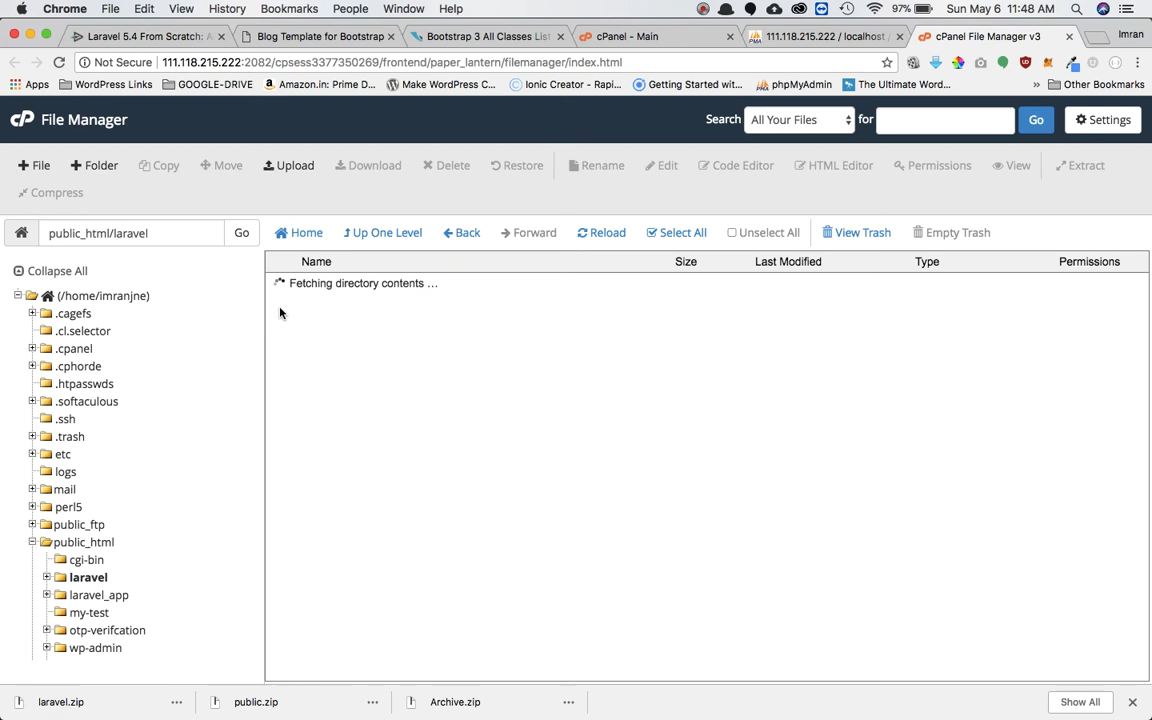 Chrome File Edit View History Bookmarks People Window Help 97% Sun May 6 11:48 AM
Laravel 5.4 From Scratch: A Blog Template for Bootstrap Bootstrap 3 All Classes List cPanel - Main 111.118.215.222 / localhost / cPanel File Manager v3 Imran
Not Secure 111.118.215.222:2082/cpsess3377350269/frontend/paper_lantern/filemanager/index.html
Apps WordPress Links GOOGLE-DRIVE Amazon.in: Prime D... Make WordPress C... Ionic Creator - Rapi... Getting Started wit... phpMyAdmin The Ultimate Word... » Other Bookmarks
cP File Manager Search All Your Files for Go Settings
File Folder Copy Move Upload Download Delete Restore Rename Edit Code Editor HTML Editor Permissions View Extract
Compress
public_html/laravel Go Home Up One Level Back Forward Reload Select All Unselect All View Trash Empty Trash
Collapse All
Name Size Last Modified Type Permissions
Fetching directory contents ...
(/home/imranjne)
.cagefs
.cl.selector
.cpanel
.cphorde
.htpasswds
.softaculous
.ssh
.trash
etc
logs
mail
perl5
public_ftp
public_html
cgi-bin
laravel
laravel_app
my-test
otp-verifcation
wp-admin
laravel.zip public.zip Archive.zip Show All